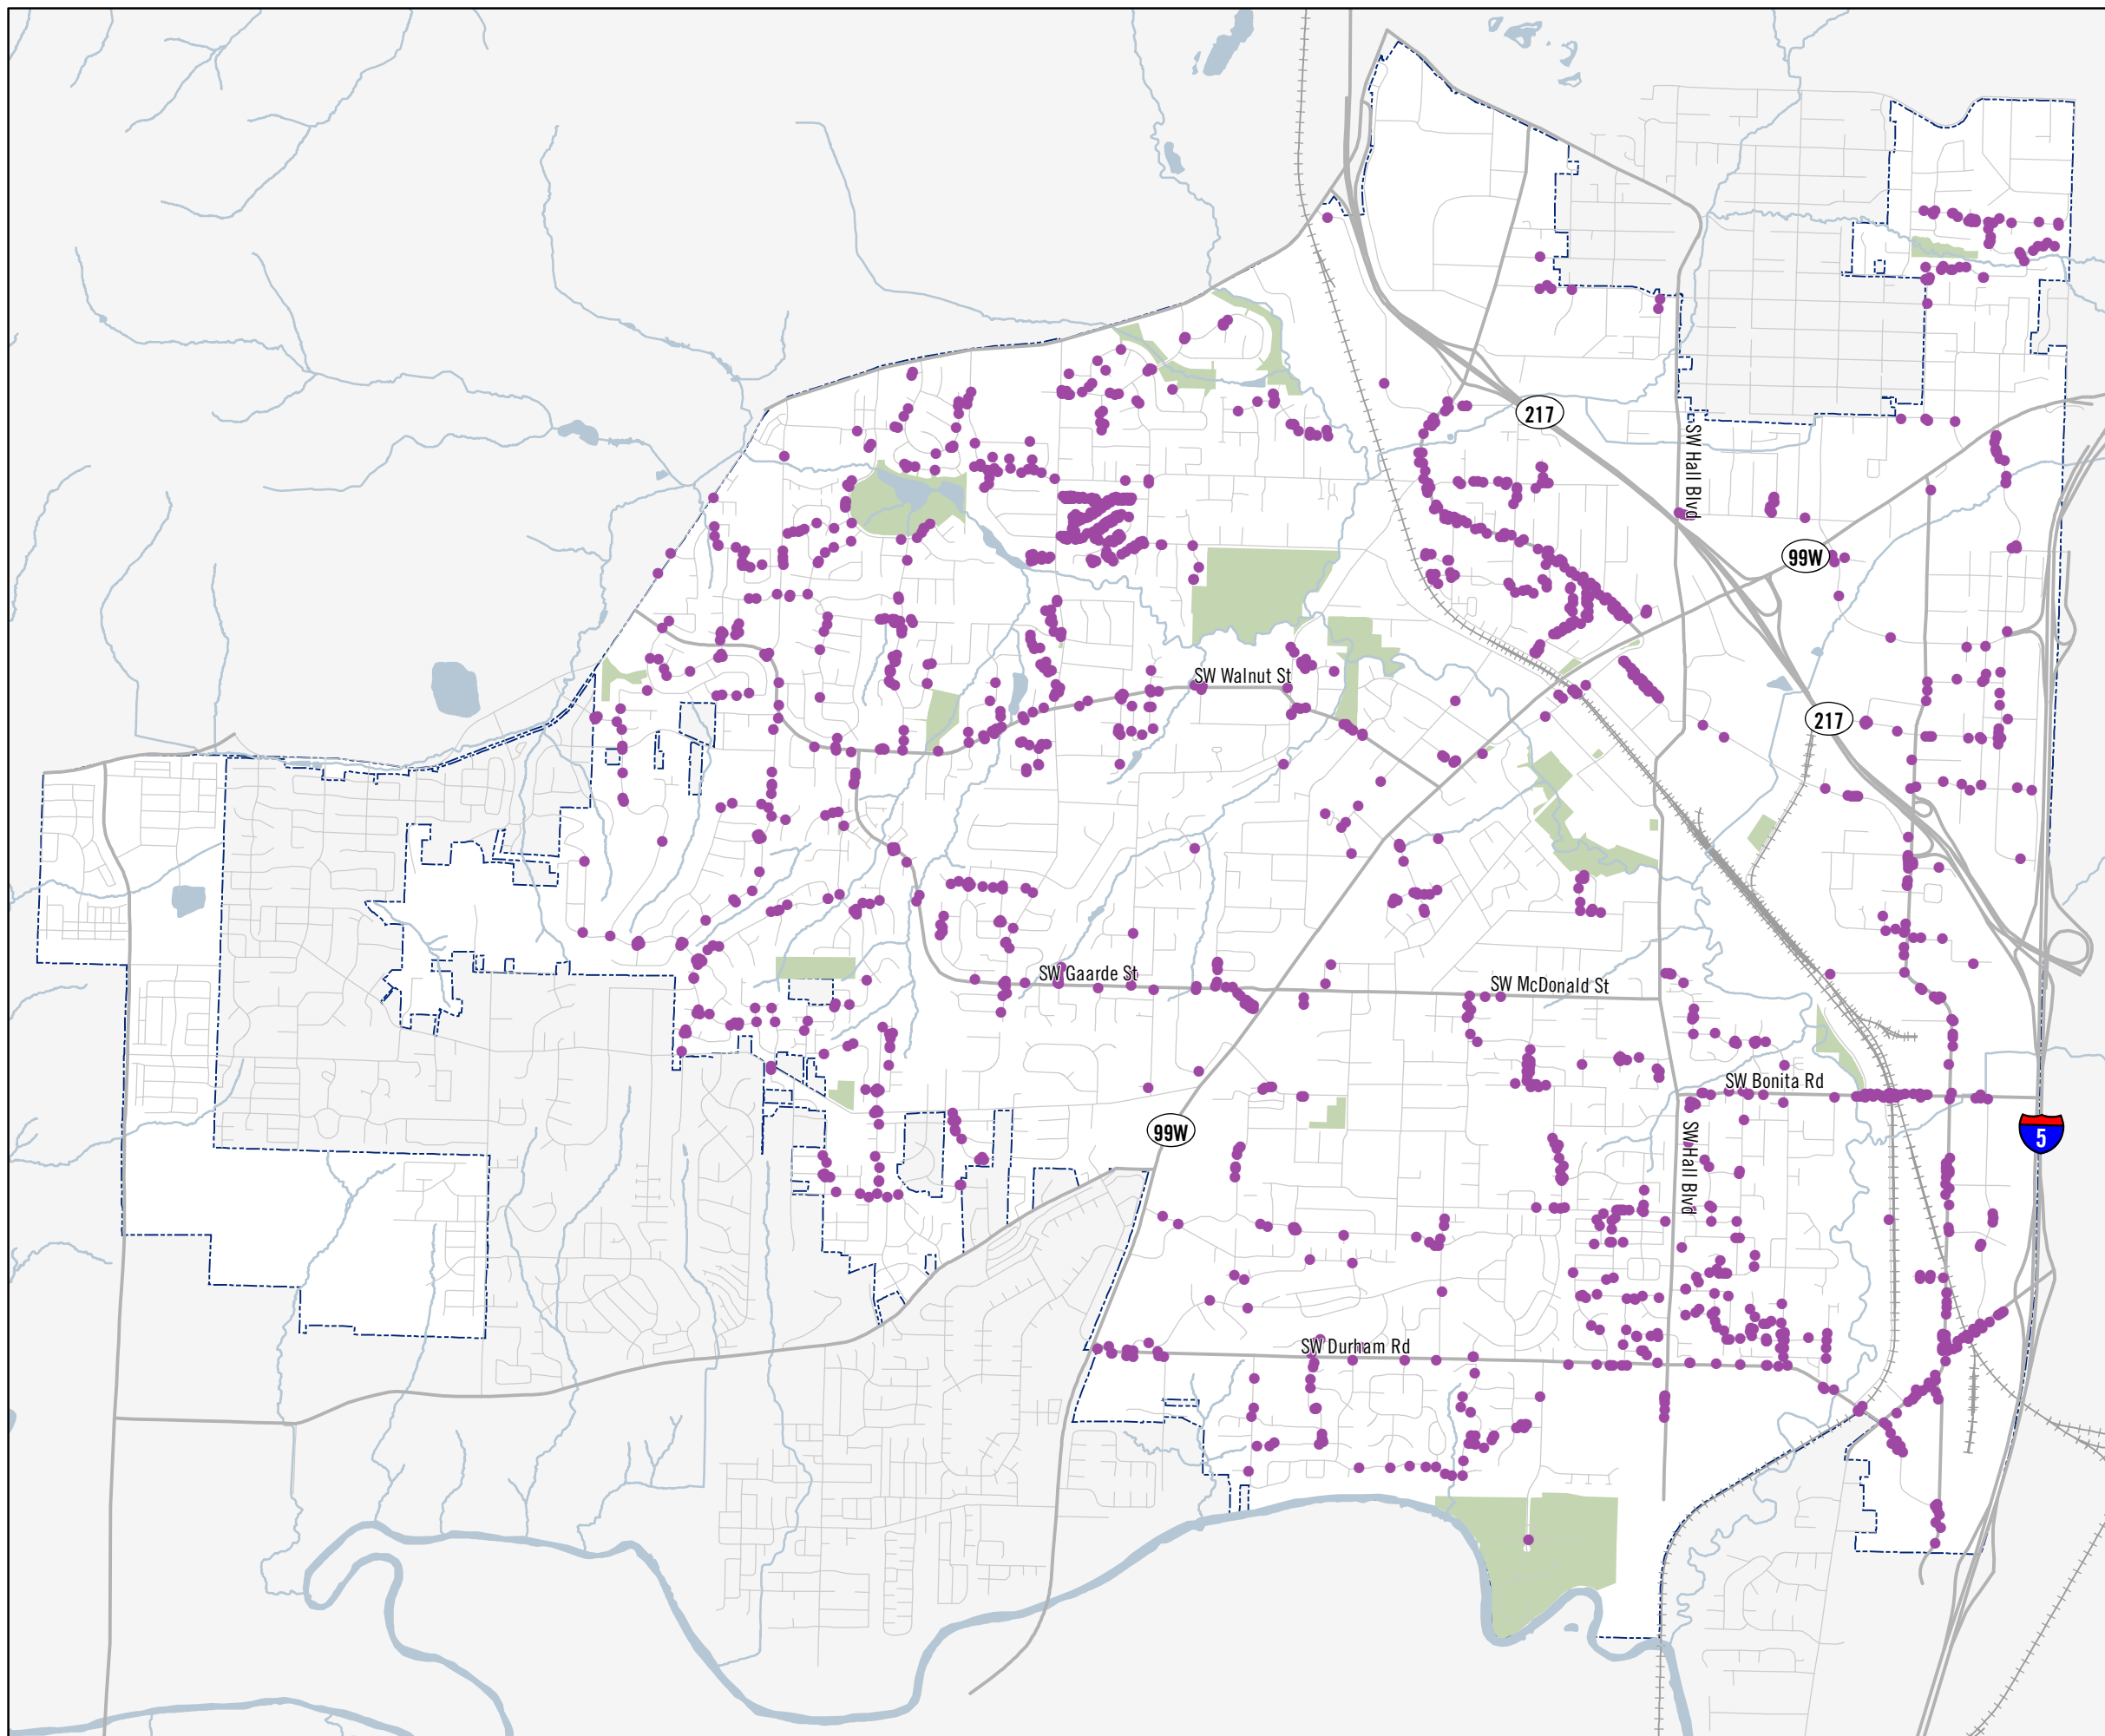 217
SW Hall Blvd
99W
SW Walnut St
217
SW Gaarde St
SW McDonald St
SW Bonita Rd
99W
5
SW Hall Blvd
SW Durham Rd